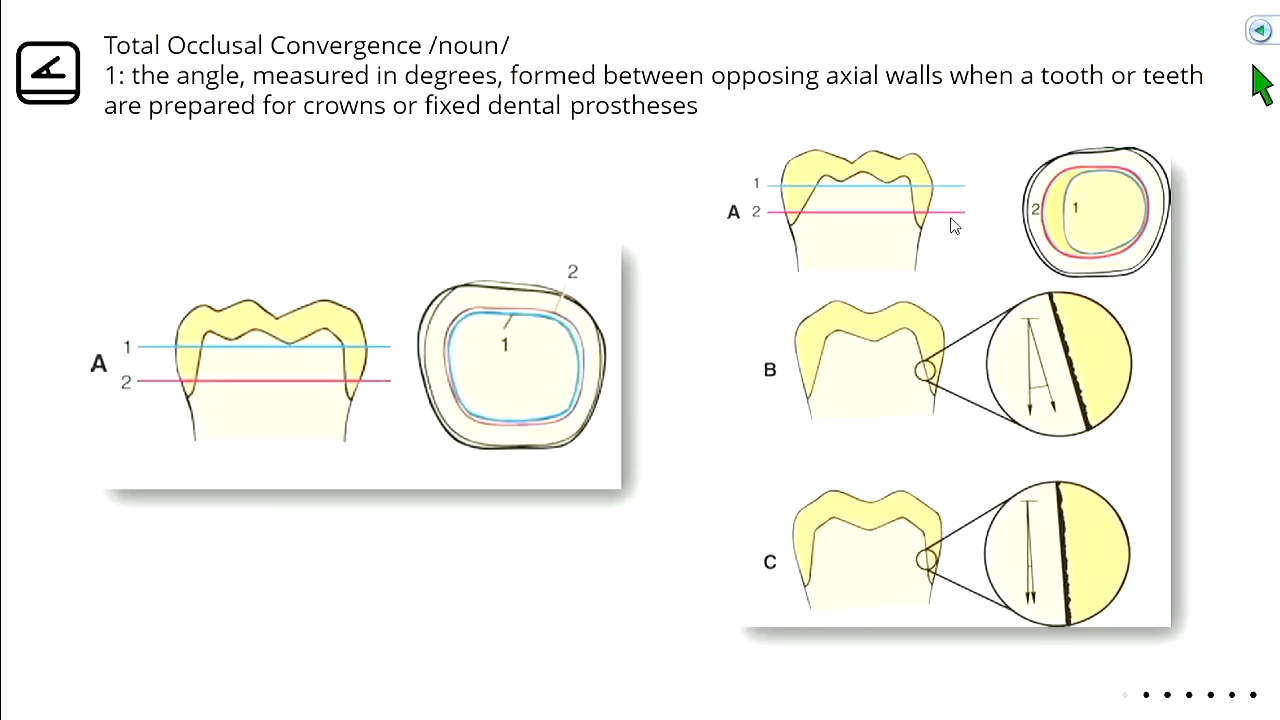 Total Occlusal Convergence /noun/
1: the angle, measured in degrees, formed between opposing axial walls when a tooth or teeth
are prepared for crowns or fixed dental prostheses
A
1
2
2
1
A
1
2
2
1
B
C